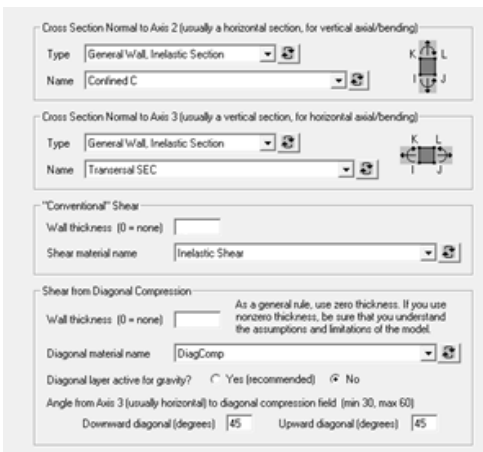 Cross Section Normal to Axis 2 (usually a horizontal section, for vertical axial/bending)
Type General Wall, Inelastic Section
K L
Name Confined C
I J
Cross Section Normal to Axis 3 (usually a vertical section, for horizontal axial/bending)
Type General Wall, Inelastic Section
K L
Name Transersal SEC
I J
"Conventional" Shear
Wall thickness (0 = none)
Shear material name Inelastic Shear
Shear from Diagonal Compression
As a general rule, use zero thickness. If you use
Wall thickness (0 = none) nonzero thickness, be sure that you understand
the assumptions and limitations of the model.
Diagonal material name DiagComp
Diagonal layer active for gravity? Yes (recommended) No
Angle from Axis 3 (usually horizontal) to diagonal compression field (min 30, max 60)
Downward diagonal (degrees) 45 Upward diagonal (degrees) 45